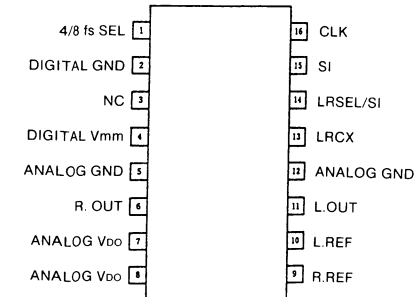 4/8 fs SEL 1
DIGITAL GND 2
NC 3
DIGITAL Vmm 4
ANALOG GND 5
R. OUT 6
ANALOG VDO 7
ANALOG VDO 8
16 CLK
15 SI
14 LRSEL/SI
13 LRCX
12 ANALOG GND
11 L.OUT
10 L.REF
9 R.REF